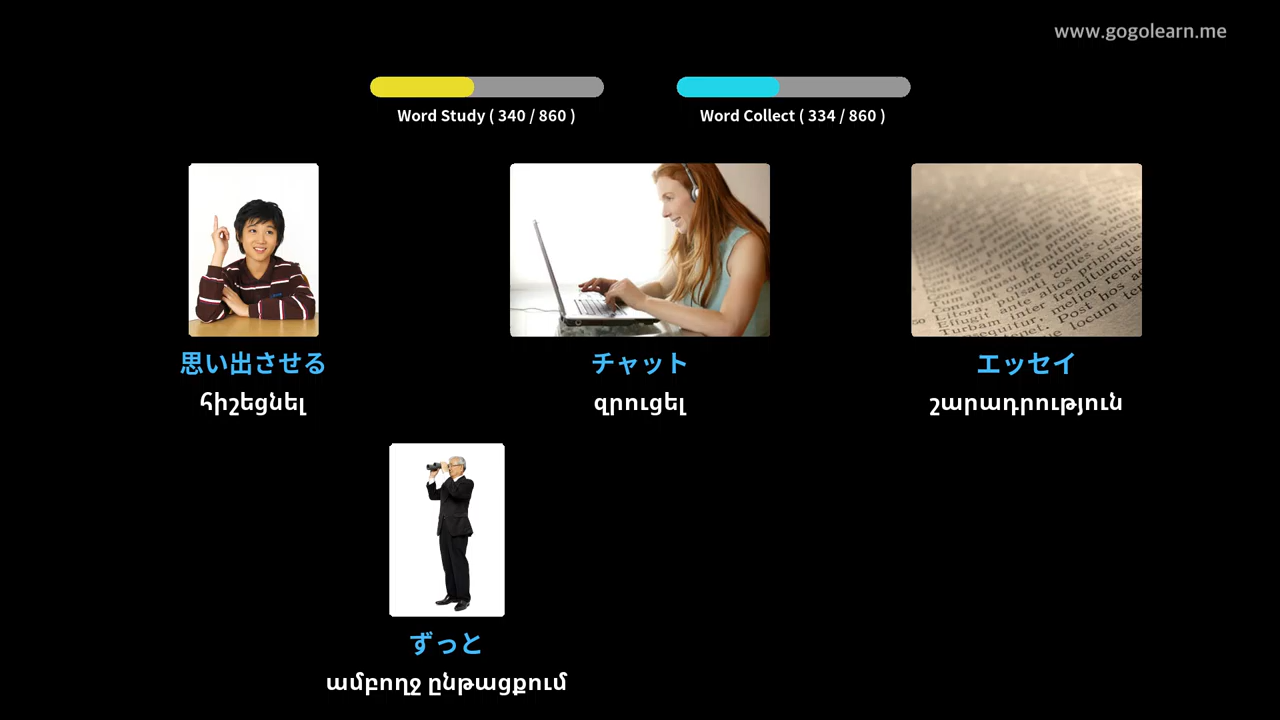 www.gogolearn.me
Word Study ( 340 / 860 )
Word Collect ( 334 / 860 )
思い出させる
հիշեցնել
チャット
զրուցել
エッセイ
շարադրություն
ずっと
ամբողջ ընթացքում